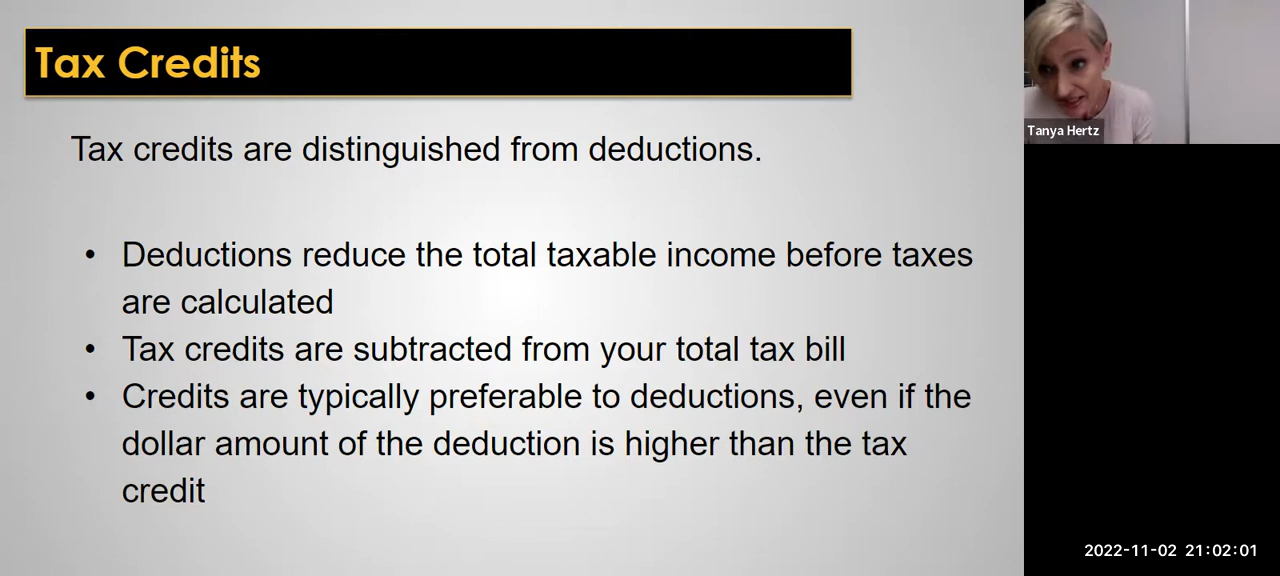 Tax Credits
Tax credits are distinguished from deductions.
• Deductions reduce the total taxable income before taxes
are calculated
• Tax credits are subtracted from your total tax bill
• Credits are typically preferable to deductions, even if the
dollar amount of the deduction is higher than the tax
credit
Tanya Hertz
2022-11-02 21:02:01